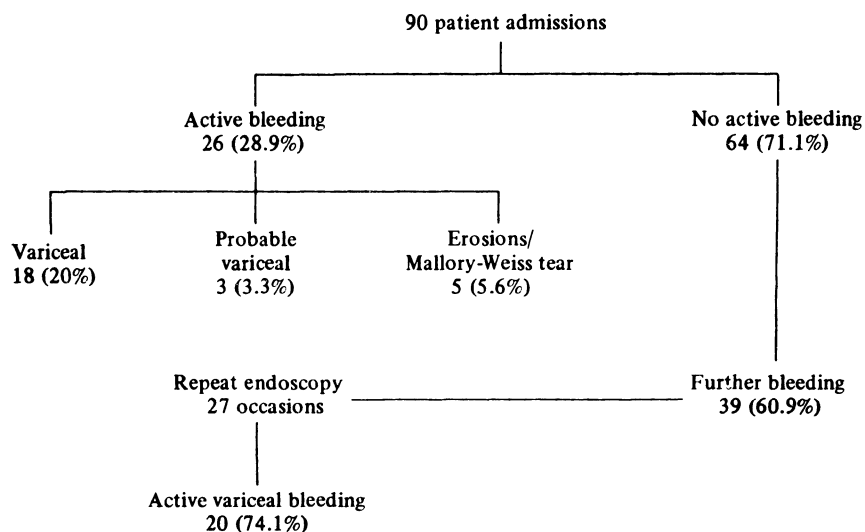 90 patient admissions
Active bleeding
26 (28.9%)
No active bleeding
64 (71.1%)
Variceal
18 (20%)
Probable
variceal
3 (3.3%)
Erosions/
Mallory-Weiss tear
5 (5.6%)
Repeat endoscopy
27 occasions
Further bleeding
39 (60.9%)
Active variceal bleeding
20 (74.1%)